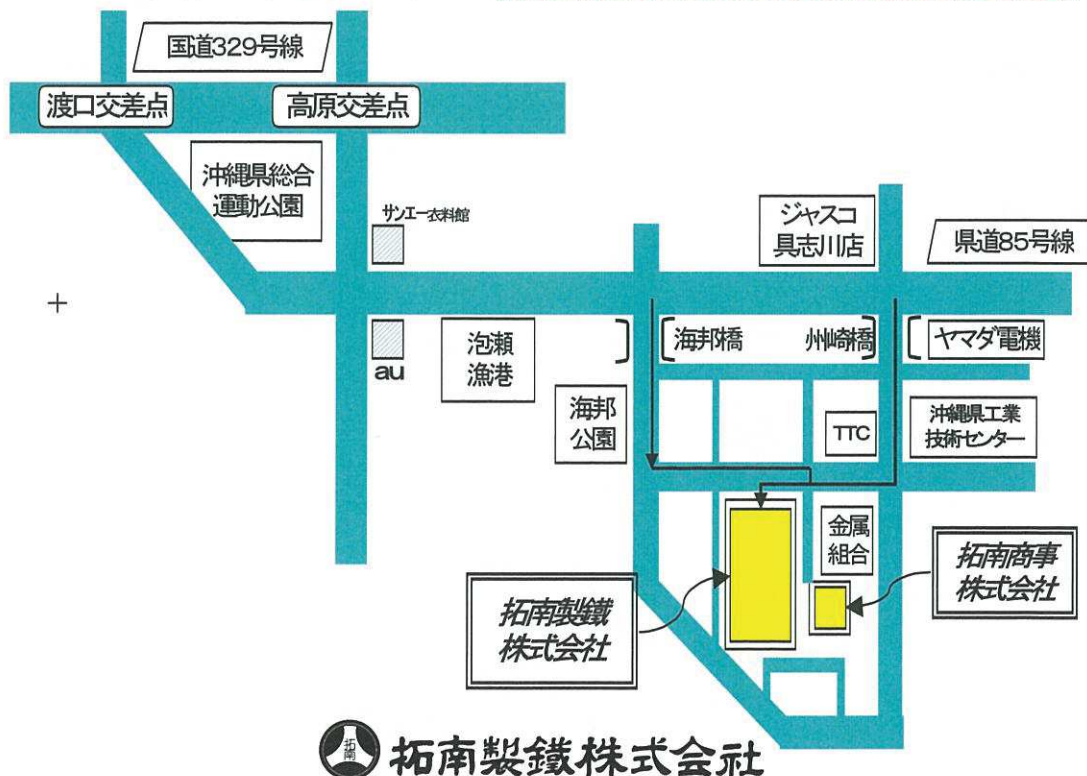 国道329号線
渡口交差点
高原交差点
沖縄県総合
運動公園
サンエー衣料館
ジャスコ
具志川店
県道85号線
au
泡瀬
漁港
海邦橋
州崎橋
ヤマダ電機
海邦
公園
TTC
沖縄県工業
技術センター
金属
組合
拓南商事
株式会社
拓南製鐵
株式会社
拓南
拓南製鐵株式会社